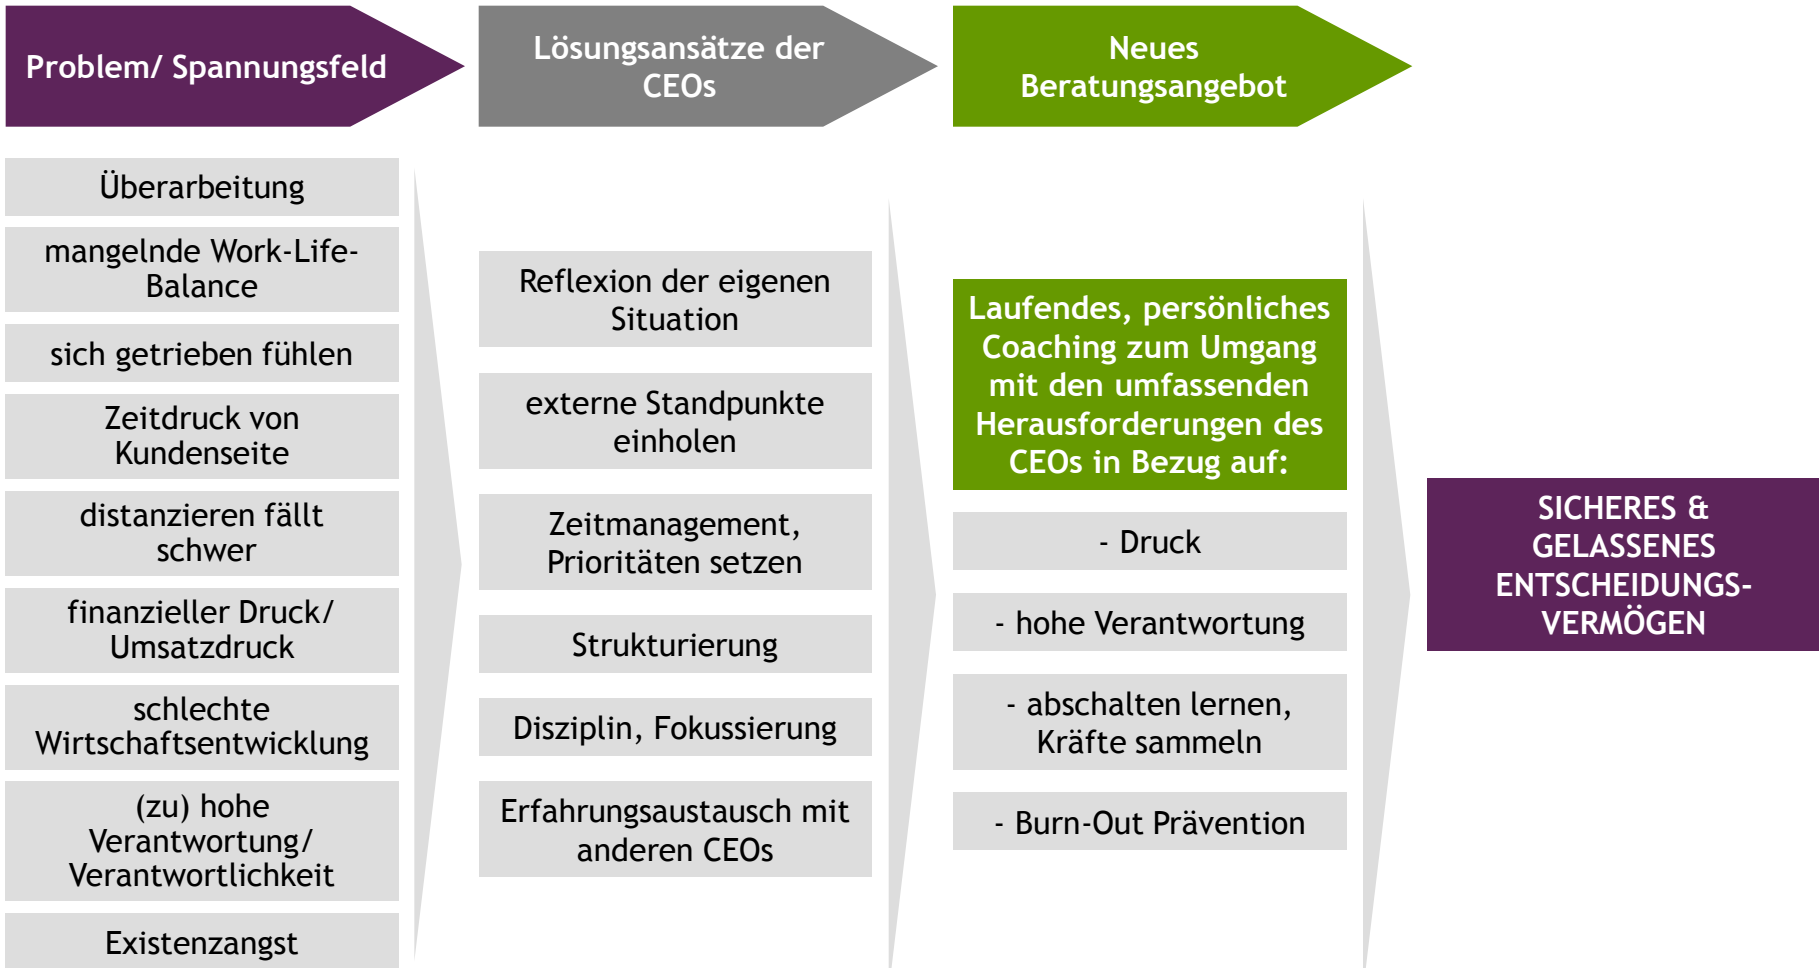 Problem/ Spannungsfeld
Überarbeitung
mangelnde Work-Life-
Balance
sich getrieben fühlen
Zeitdruck von
Kundenseite
distanzieren fällt
schwer
finanzieller Druck/
Umsatzdruck
schlechte
Wirtschaftsentwicklung
(zu) hohe
Verantwortung/
Verantwortlichkeit
Existenzangst
Lösungsansätze der
CEOs
Reflexion der eigenen
Situation
externe Standpunkte
einholen
Zeitmanagement,
Prioritäten setzen
Strukturierung
Disziplin, Fokussierung
Erfahrungsaustausch mit
anderen CEOs
Neues
Beratungsangebot
Laufendes, persönliches
Coaching zum Umgang
mit den umfassenden
Herausforderungen des
CEOs in Bezug auf:
- Druck
- hohe Verantwortung
- abschalten lernen,
Kräfte sammeln
- Burn-Out Prävention
SICHERES &
GELASSENES
ENTSCHEIDUNGS-
VERMÖGEN